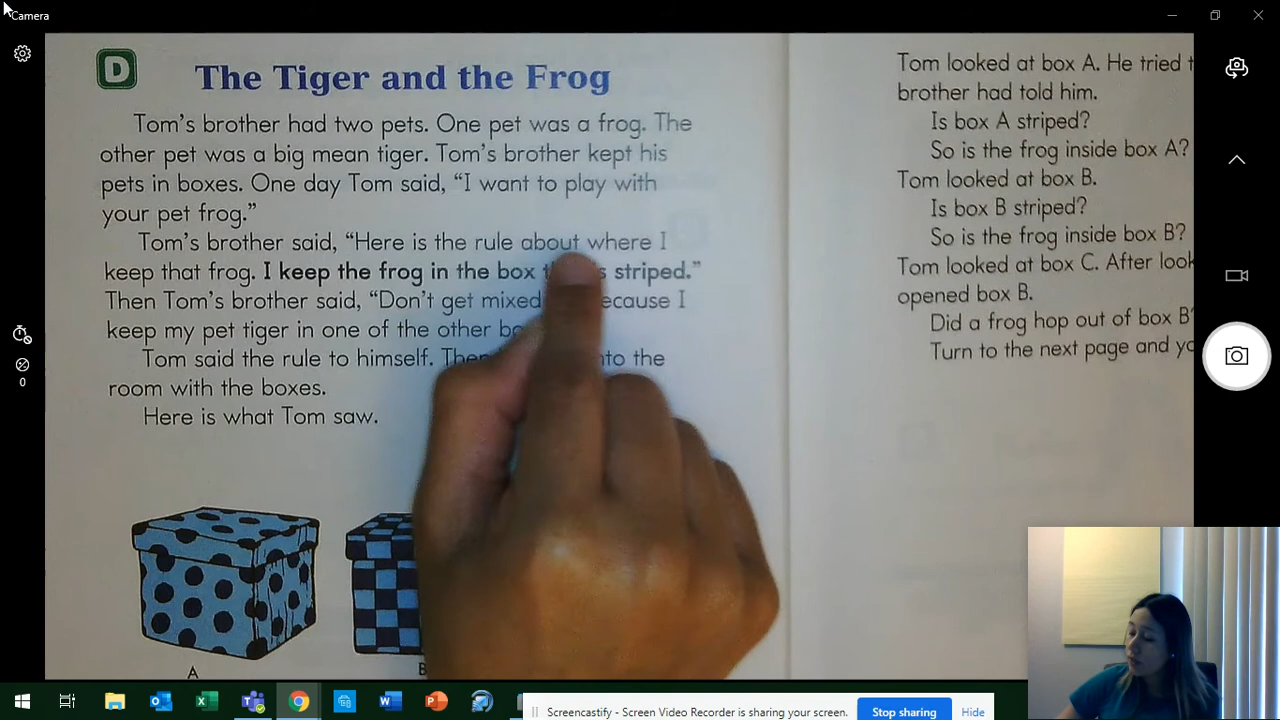 Camera
D
The Tiger and the Frog
Tom's brother had two pets. One pet was a frog. The
other pet was a big mean tiger. Tom's brother kept his
pets in boxes. One day Tom said, “I want to play with
your pet frog.”
Tom's brother said, “Here is the rule about where I
keep that frog. I keep the frog in the box striped.”
Then Tom's brother said, “Don't get mixed because I
keep my pet tiger in one of the other
Tom said the rule to himself. Then into the
room with the boxes.
Here is what Tom saw.
A
B
Tom looked at box A. He tried
brother had told him.
Is box A striped?
So is the frog inside box A?
Tom looked at box B.
Is box B striped?
So is the frog inside box B?
Tom looked at box C. After
opened box B.
Did a frog hop out of box B?
Turn to the next page and
0
Screencastify - Screen Video Recorder is sharing your screen.
Stop sharing
Hide